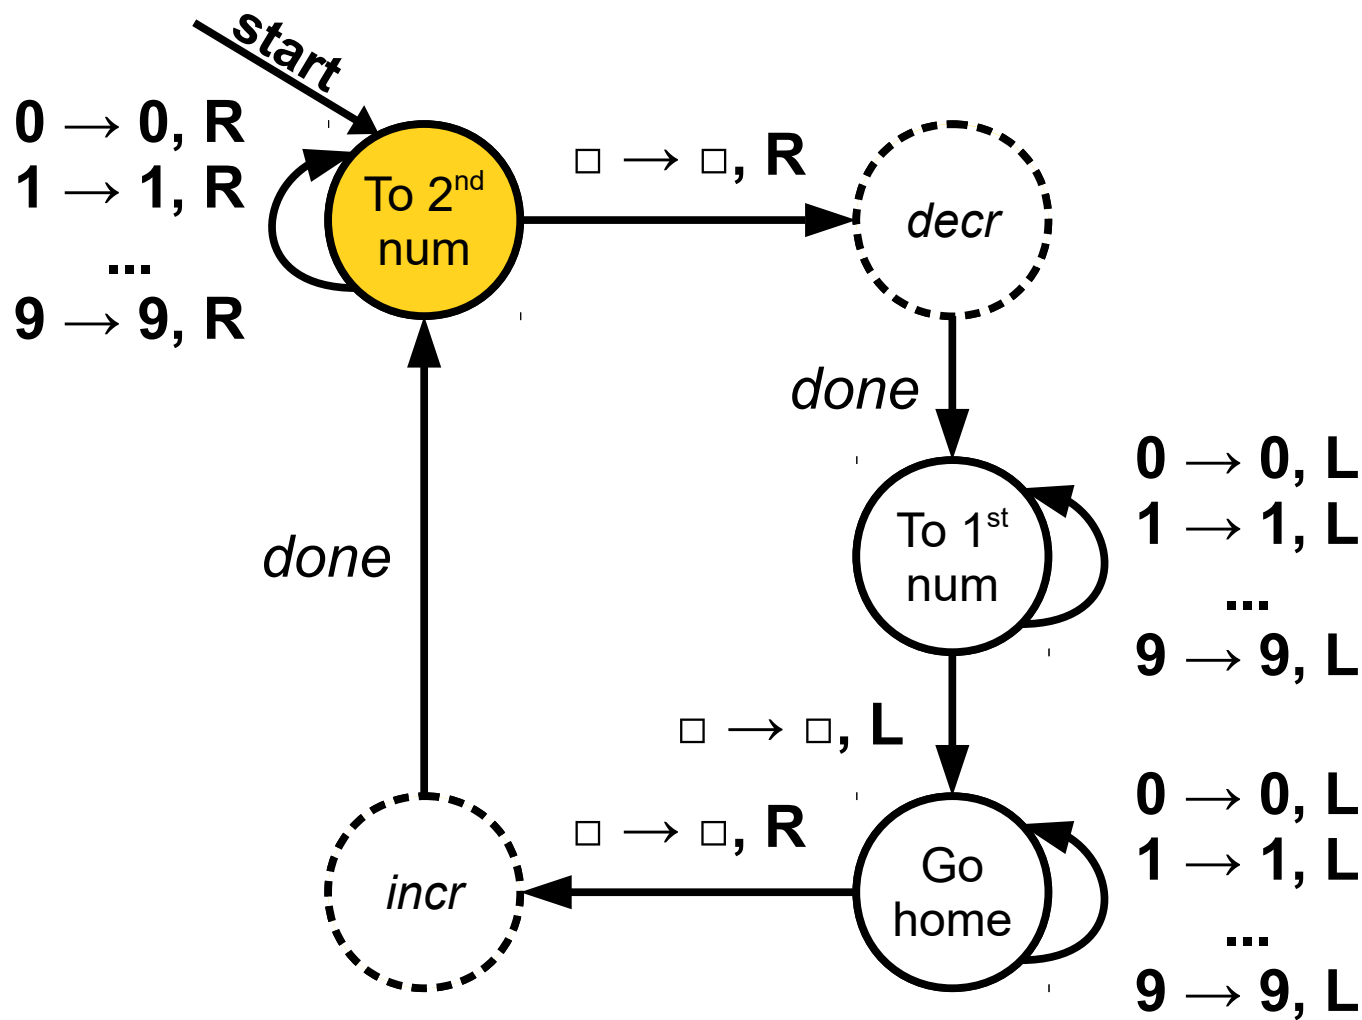 start
0 → 0, R
1 → 1, R
...
9 → 9, R
To 2nd
num
□ → □, R
decr
done
To 1st
num
0 → 0, L
1 → 1, L
...
9 → 9, L
□ → □, L
Go
home
0 → 0, L
1 → 1, L
...
9 → 9, L
□ → □, R
incr
done